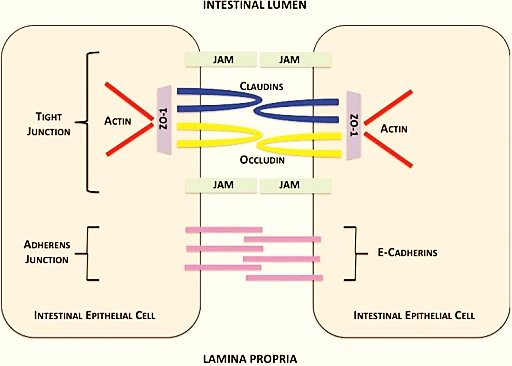 INTESTINAL LUMEN
JAM JAM
CLAUDINS
TIGHT
JUNCTION
ACTIN
ZO-1
ZO-1
ACTIN
OCCLUDIN
JAM JAM
ADHERENS
JUNCTION
E-CADHERINS
INTESTINAL EPITHELIAL CELL
INTESTINAL EPITHELIAL CELL
LAMINA PROPRIA